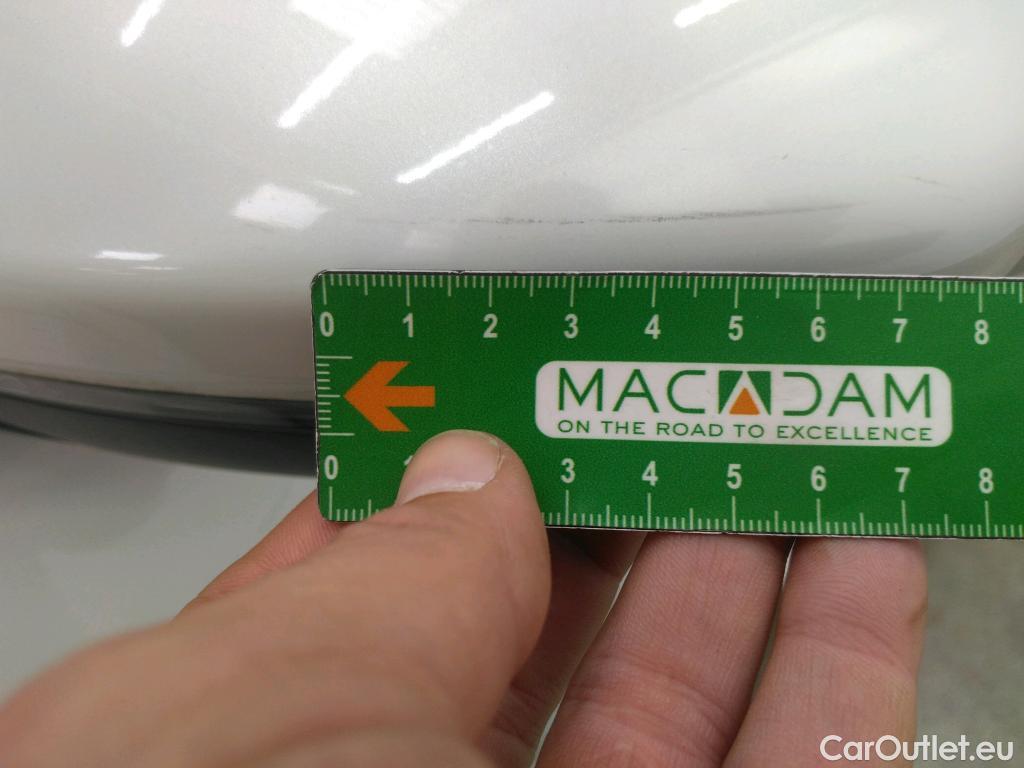 0 1 2 3 4 5 6 7 8
MACADAM
ON THE ROAD TO EXCELLENCE
0 1 3 4 5 6 7 8
CarOutlet.eu